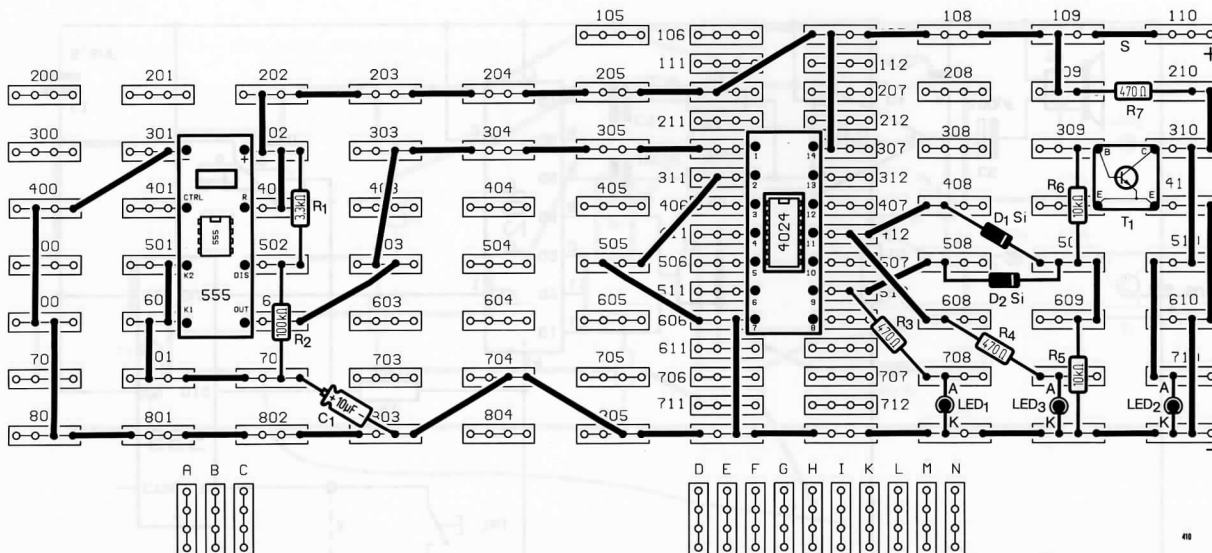 105 106 108 109 110
S
+
111 112
200 201 202 203 204 205 207 208 210
470Ω
R7
211 212
300 301 303 304 305 307 308 309 310
- + 1 14
B C
311 312
2 13
CTRL R
3.3kΩ R1
R6 10kΩ
E E
T1
400 401 404 405 406 407 408
3 12
555
4024
D1 Si
4 11
412
501 502 504 505 506 507 508
K2 DIS
5 10
555
D2 Si
511
6 9
K1 OUT
100kΩ R2
603 604 605 606 608 609 610
7 8
R3 470Ω
R4 470Ω
R5 10kΩ
611
703 704 705 706 707 708
+ 10µF -
C1
A A A
711 712
LED1 LED3 LED2
801 802 804
K K K
-
A B C D E F G H I K L M N
410